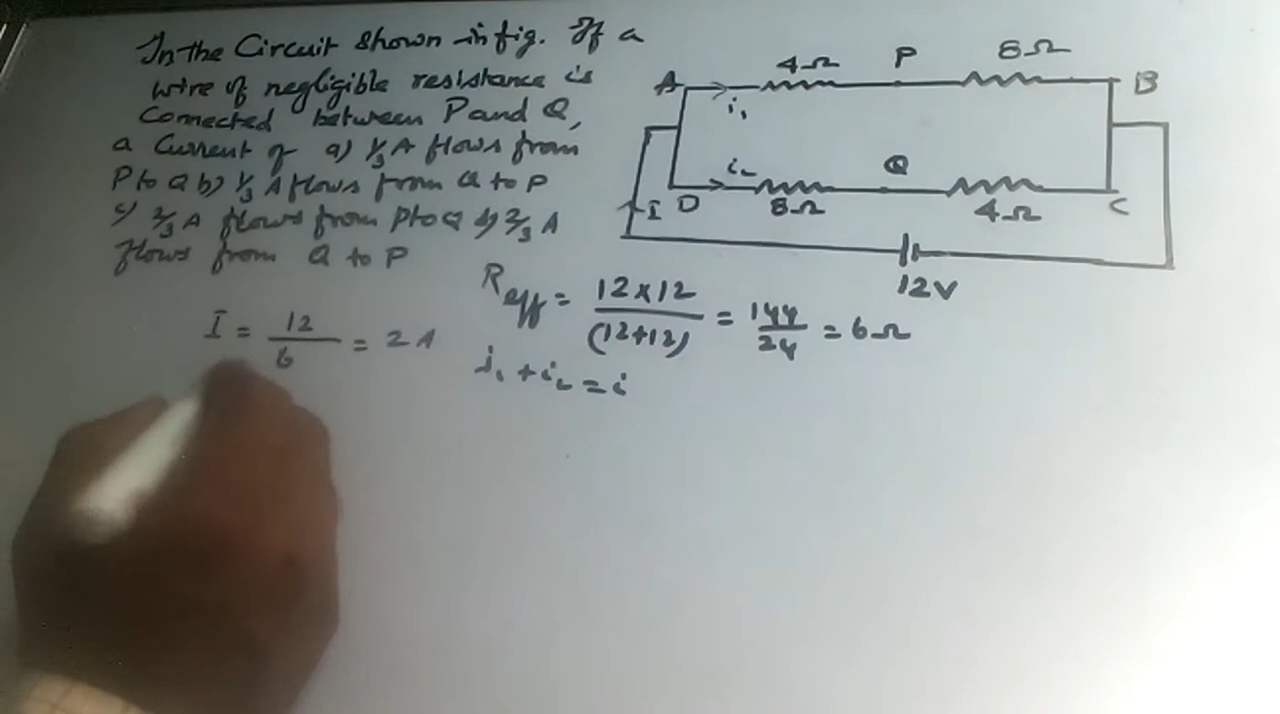 In the Circuit shown in fig. If a
wire of negligible resistance is
Connected between P and Q,
a Current of a) 1/3 A flows from
P to Q b) 1/3 A flows from Q to P
c) 2/3 A flows from P to Q d) 2/3 A
flows from Q to P
A 4Ω P 8Ω B
i₁
i₂ Q
I D 8Ω 4Ω C
12V
Reff = 12×12/(12+12) = 144/24 = 6Ω
I = 12/6 = 2A
i₁ + i₂ = i